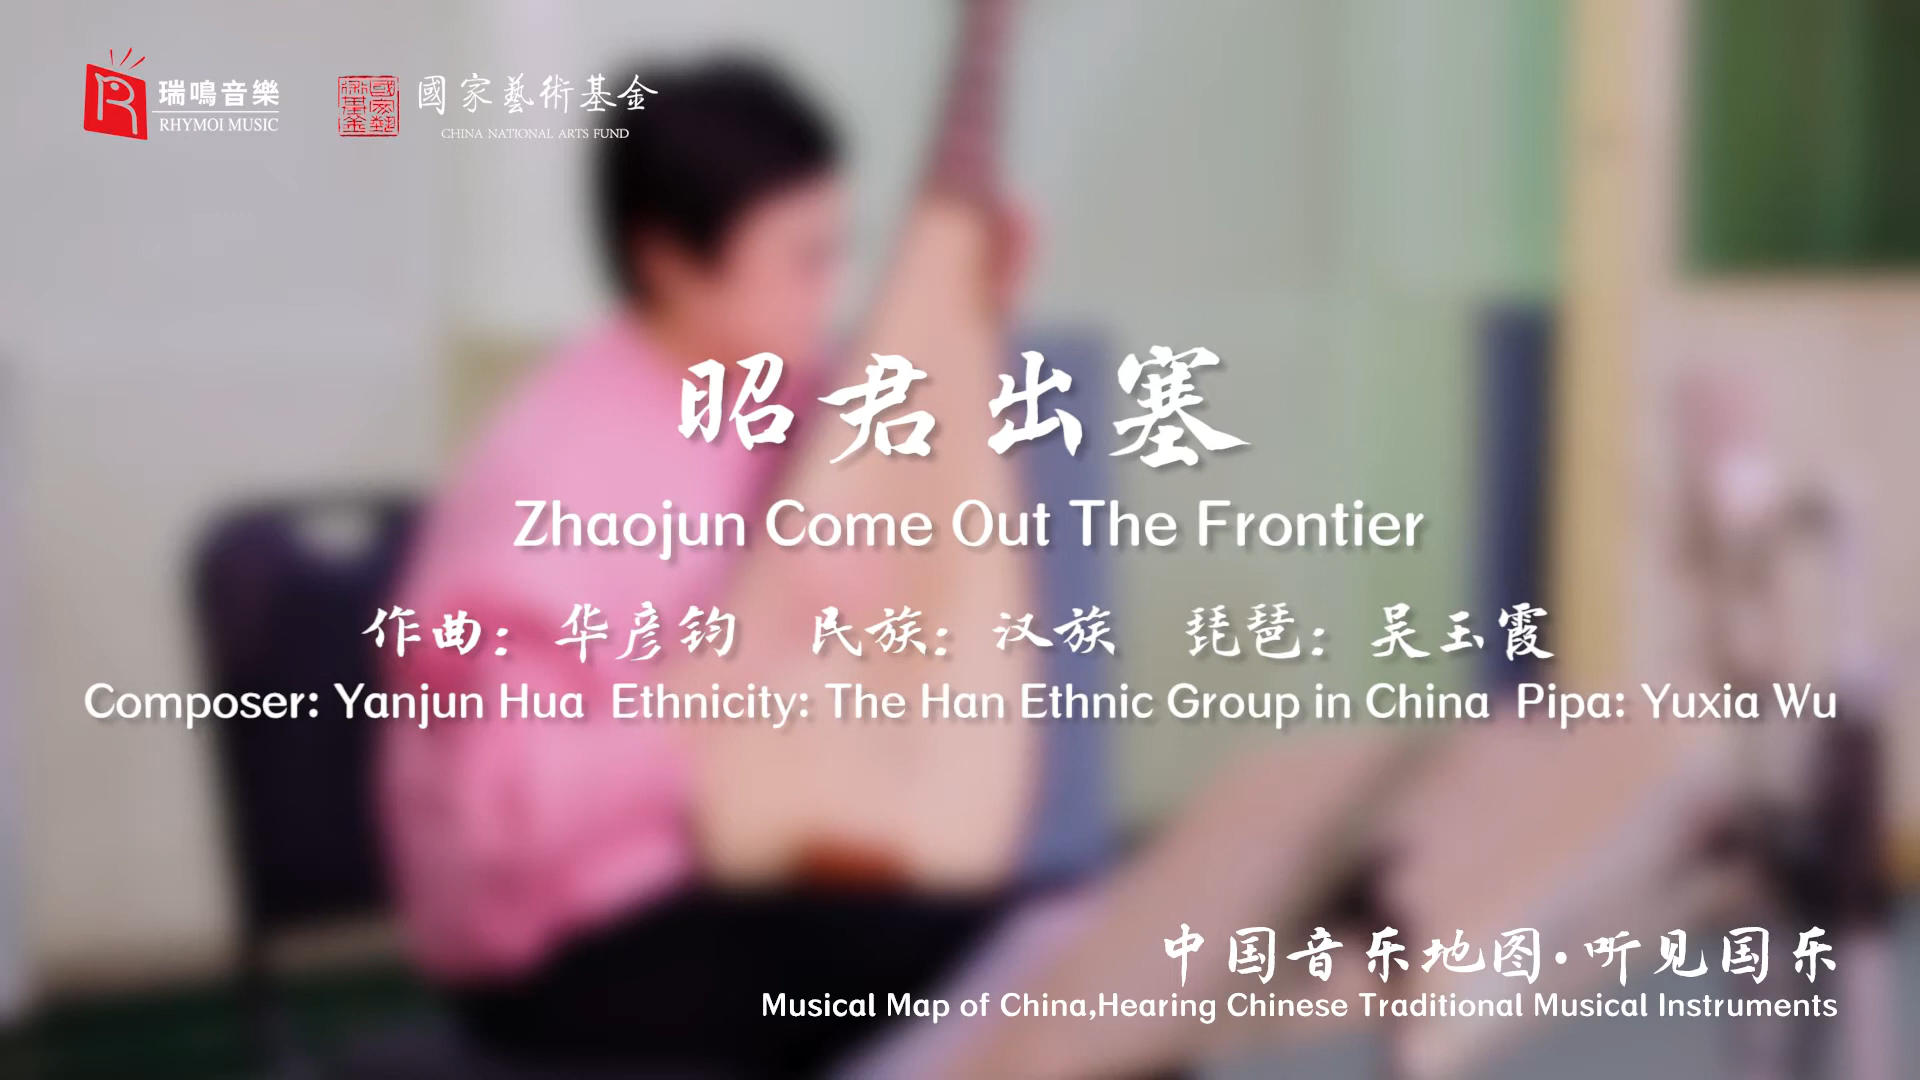 瑞鳴音樂
RHYMOI MUSIC
國家藝術基金
CHINA NATIONAL ARTS FUND
昭君出塞
Zhaojun Come Out The Frontier
作曲：华彦钧 民族：汉族 琵琶：吴玉霞
Composer: Yanjun Hua Ethnicity: The Han Ethnic Group in China Pipa: Yuxia Wu
中国音乐地图·听见国乐
Musical Map of China,Hearing Chinese Traditional Musical Instruments